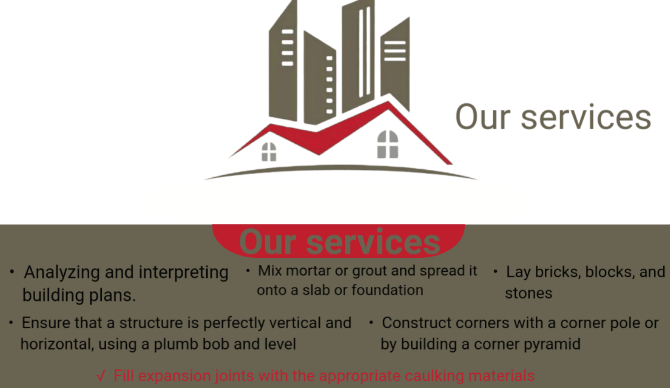 Our services
Our services
• Analyzing and interpreting
building plans.
• Mix mortar or grout and spread it
onto a slab or foundation
• Lay bricks, blocks, and
stones
• Ensure that a structure is perfectly vertical and
horizontal, using a plumb bob and level
• Construct corners with a corner pole or
by building a corner pyramid
√ Fill expansion joints with the appropriate caulking materials